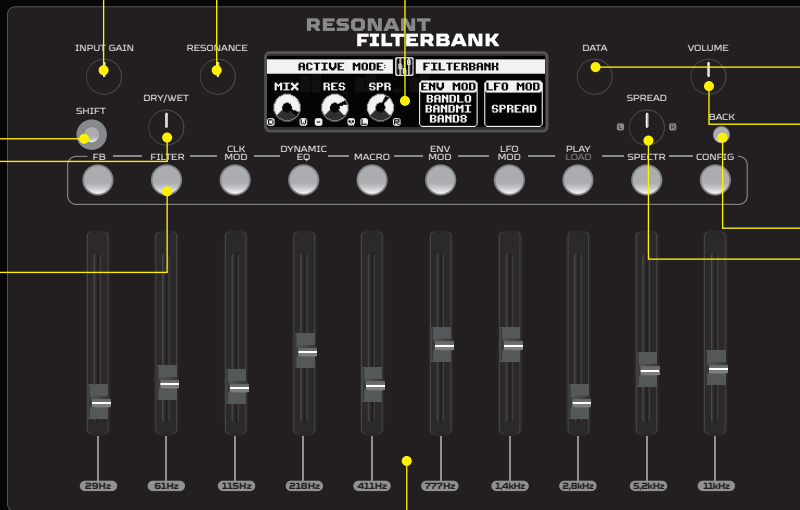 RESONANT
FILTERBANK
INPUT GAIN
RESONANCE
DATA
VOLUME
ACTIVE MODE: FILTERBANK
MIX
RES
SPR
ENV MOD
BANDLO
BANDMI
BAND8
LFO MOD
SPREAD
L
R
SHIFT
DRY/WET
SPREAD
L
R
BACK
FB
FILTER
CLK
MOD
DYNAMIC
EQ
MACRO
ENV
MOD
LFO
MOD
PLAY
LOAD
SPECTR
CONFIG
29Hz
61Hz
115Hz
218Hz
411Hz
777Hz
1,4kHz
2,8kHz
5,2kHz
11kHz